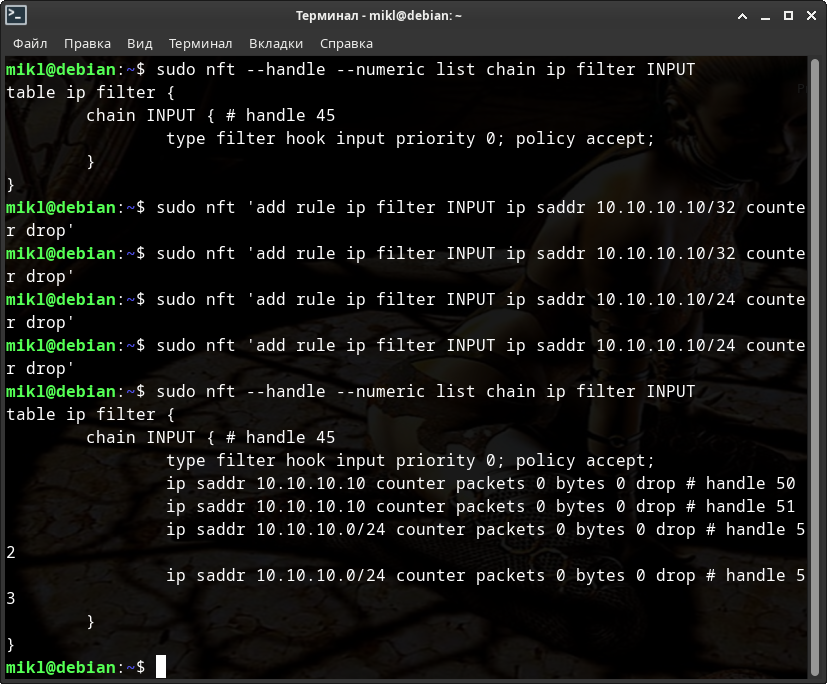 Терминал - mikl@debian: ~
Файл Правка Вид Терминал Вкладки Справка
mikl@debian:~$ sudo nft --handle --numeric list chain ip filter INPUT
table ip filter {
        chain INPUT { # handle 45
                type filter hook input priority 0; policy accept;
        }
}
mikl@debian:~$ sudo nft 'add rule ip filter INPUT ip saddr 10.10.10.10/32 counte
r drop'
mikl@debian:~$ sudo nft 'add rule ip filter INPUT ip saddr 10.10.10.10/32 counte
r drop'
mikl@debian:~$ sudo nft 'add rule ip filter INPUT ip saddr 10.10.10.10/24 counte
r drop'
mikl@debian:~$ sudo nft 'add rule ip filter INPUT ip saddr 10.10.10.10/24 counte
r drop'
mikl@debian:~$ sudo nft --handle --numeric list chain ip filter INPUT
table ip filter {
        chain INPUT { # handle 45
                type filter hook input priority 0; policy accept;
                ip saddr 10.10.10.10 counter packets 0 bytes 0 drop # handle 50
                ip saddr 10.10.10.10 counter packets 0 bytes 0 drop # handle 51
                ip saddr 10.10.10.0/24 counter packets 0 bytes 0 drop # handle 5
2
                ip saddr 10.10.10.0/24 counter packets 0 bytes 0 drop # handle 5
3
        }
}
mikl@debian:~$